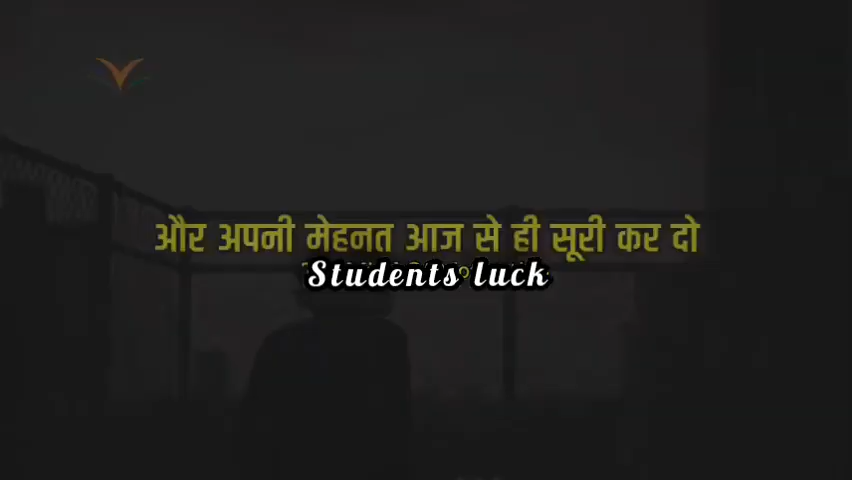 और अपनी मेहनत आज से ही सूरी कर दो
Students luck